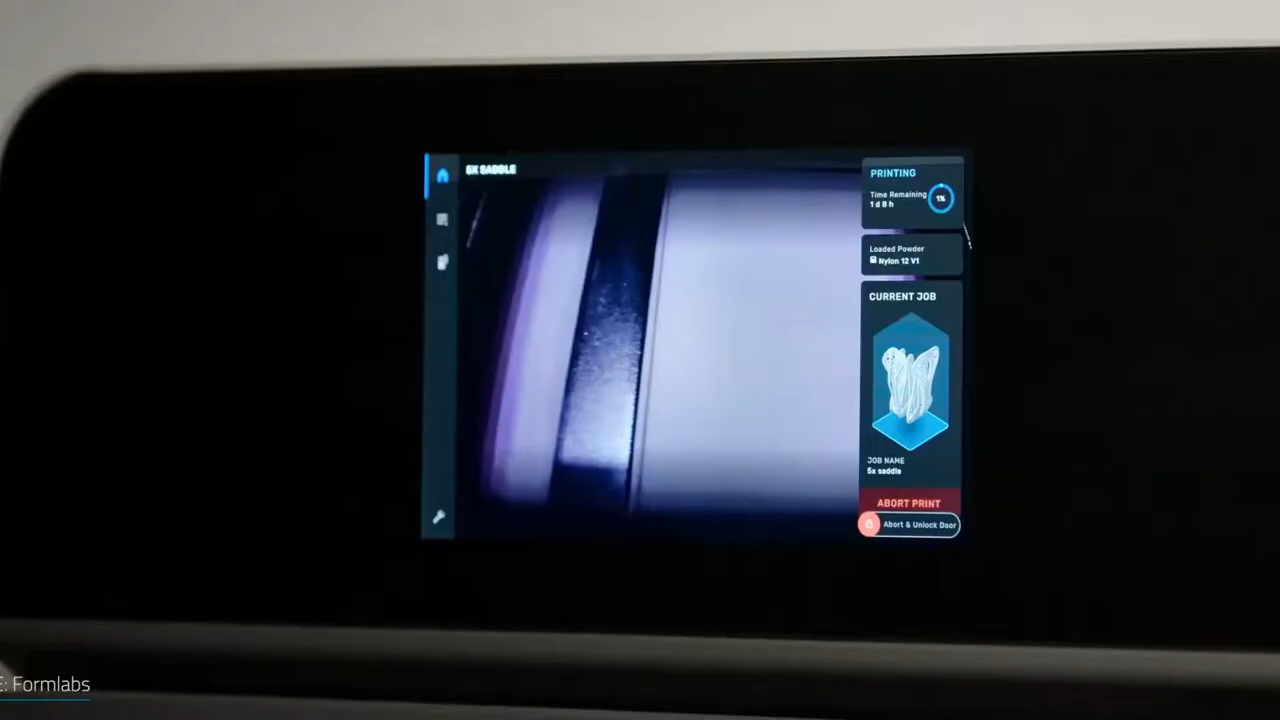 5X SADDLE
PRINTING
Time Remaining
1 d 8 h
1%
Loaded Powder
Nylon 12 V1
CURRENT JOB
JOB NAME
5x saddle
ABORT PRINT
Abort & Unlock Door
E: Formlabs